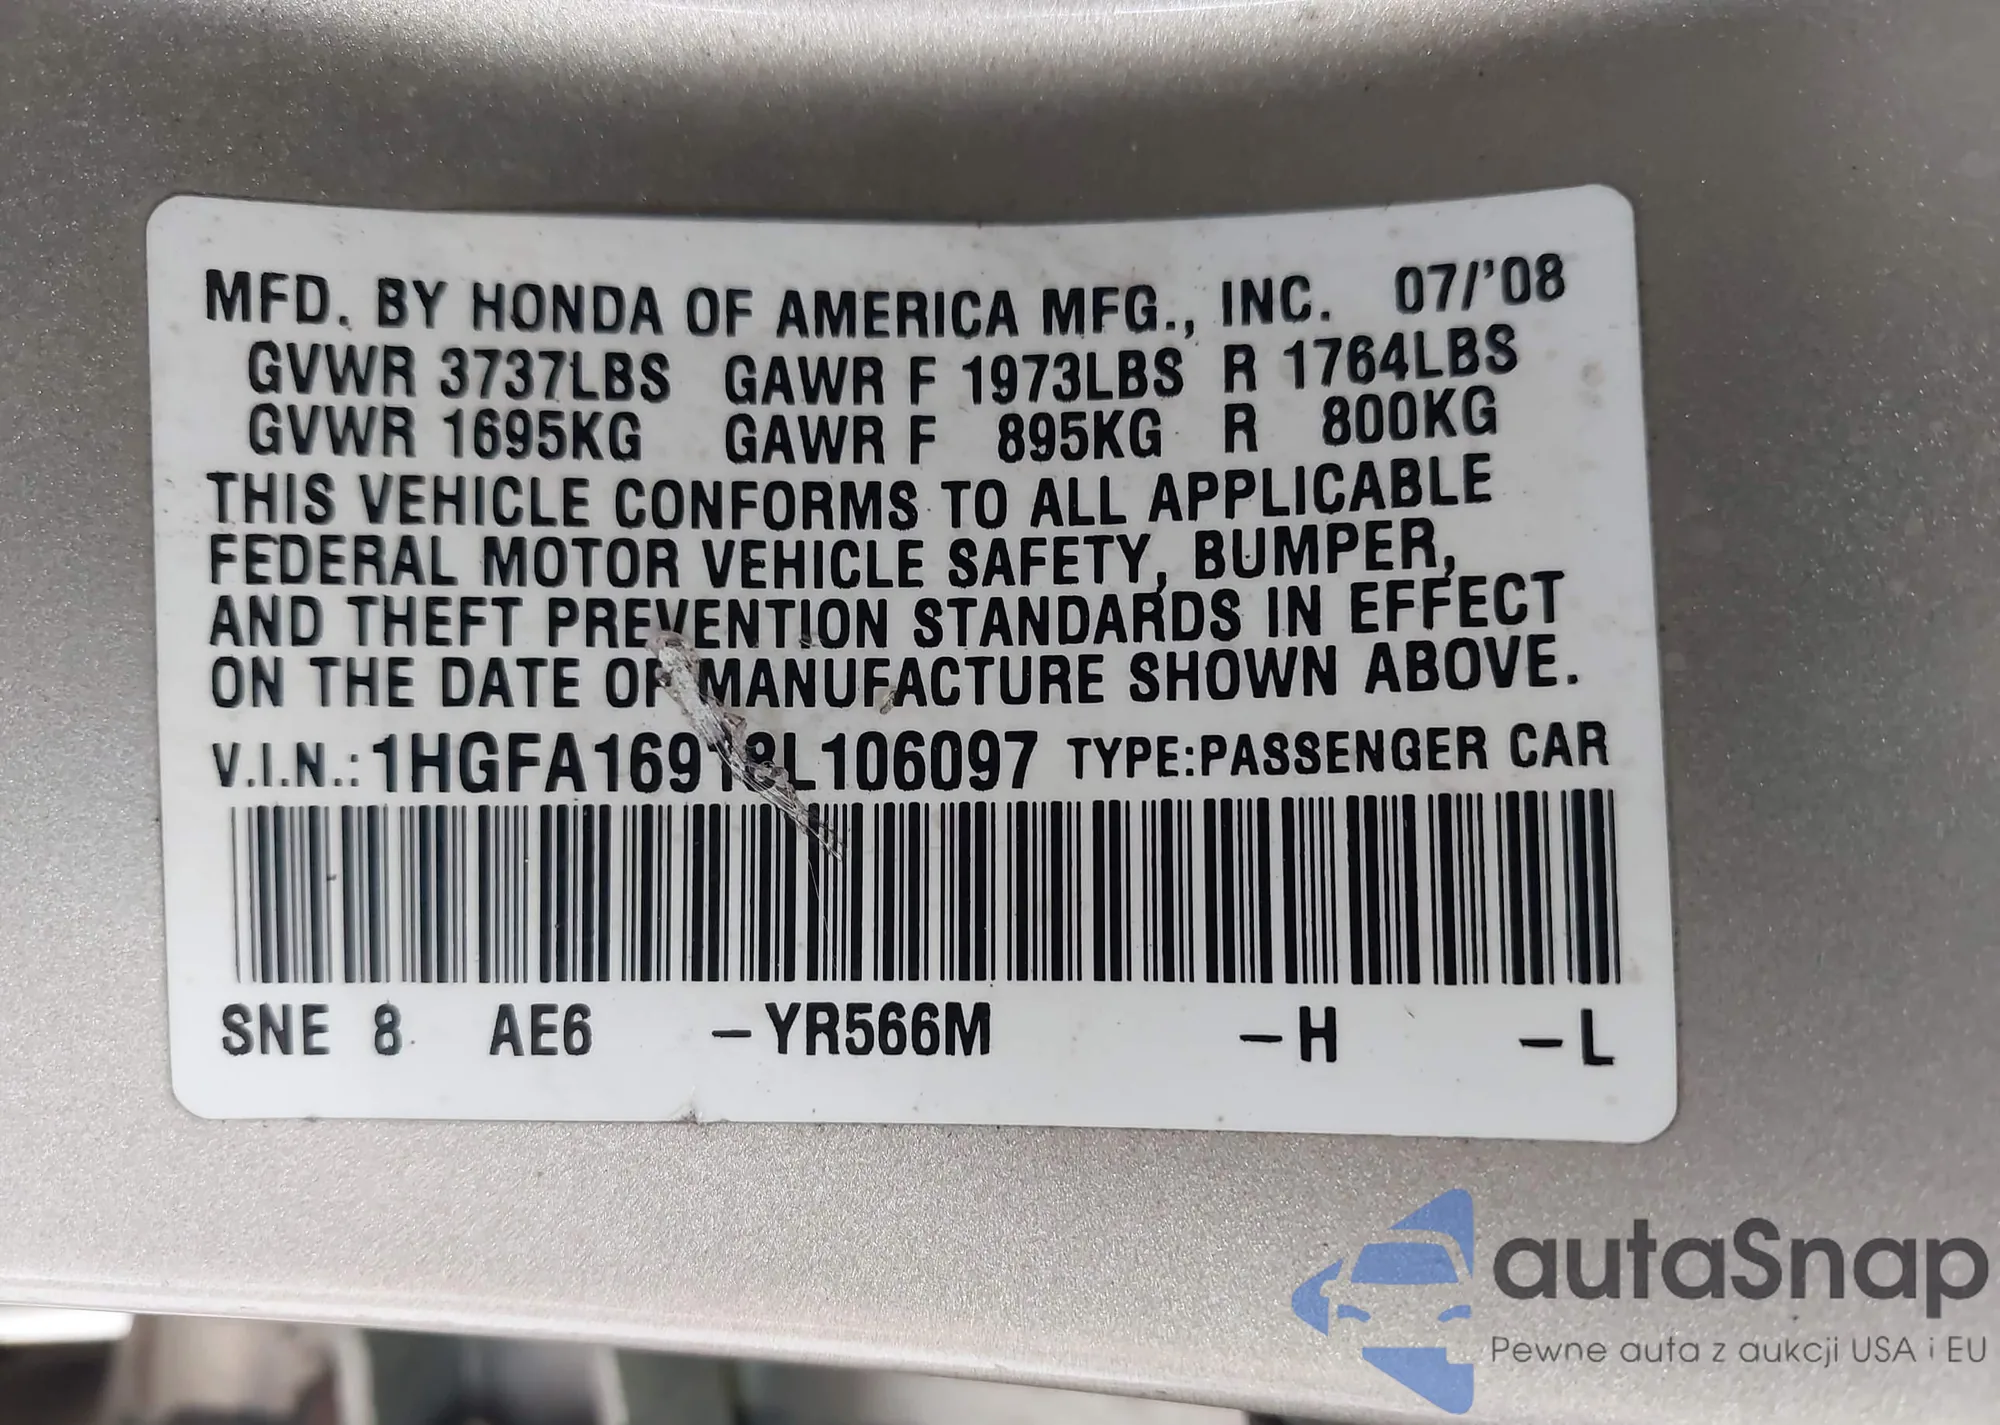 MFD. BY HONDA OF AMERICA MFG., INC. 07/'08
GVWR 3737LBS GAWR F 1973LBS R 1764LBS
GVWR 1695KG GAWR F 895KG R 800KG
THIS VEHICLE CONFORMS TO ALL APPLICABLE
FEDERAL MOTOR VEHICLE SAFETY, BUMPER,
AND THEFT PREVENTION STANDARDS IN EFFECT
ON THE DATE OF MANUFACTURE SHOWN ABOVE.
V.I.N.: 1HGFA16918L106097 TYPE:PASSENGER CAR
SNE 8 AE6 -YR566M -H -L
autaSnap
Pewne auta z aukcji USA i EU